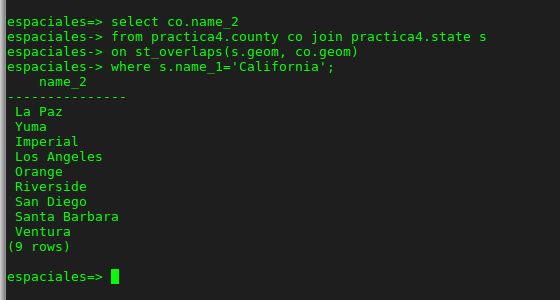 espaciales=> select co.name_2
espaciales-> from practica4.county co join practica4.state s
espaciales-> on st_overlaps(s.geom, co.geom)
espaciales-> where s.name_1='California';
    name_2
---------------
 La Paz
 Yuma
 Imperial
 Los Angeles
 Orange
 Riverside
 San Diego
 Santa Barbara
 Ventura
(9 rows)
espaciales=>